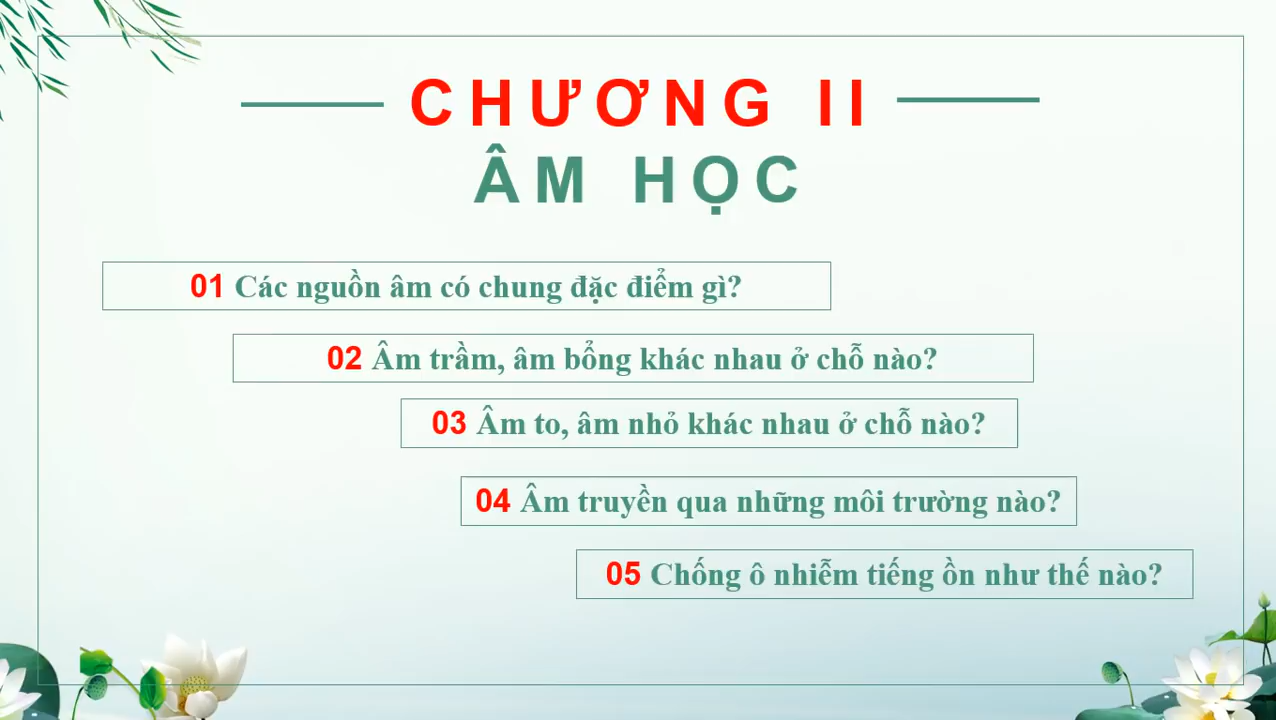 CHƯƠNG II
ÂM HỌC
01 Các nguồn âm có chung đặc điểm gì?
02 Âm trầm, âm bổng khác nhau ở chỗ nào?
03 Âm to, âm nhỏ khác nhau ở chỗ nào?
04 Âm truyền qua những môi trường nào?
05 Chống ô nhiễm tiếng ồn như thế nào?